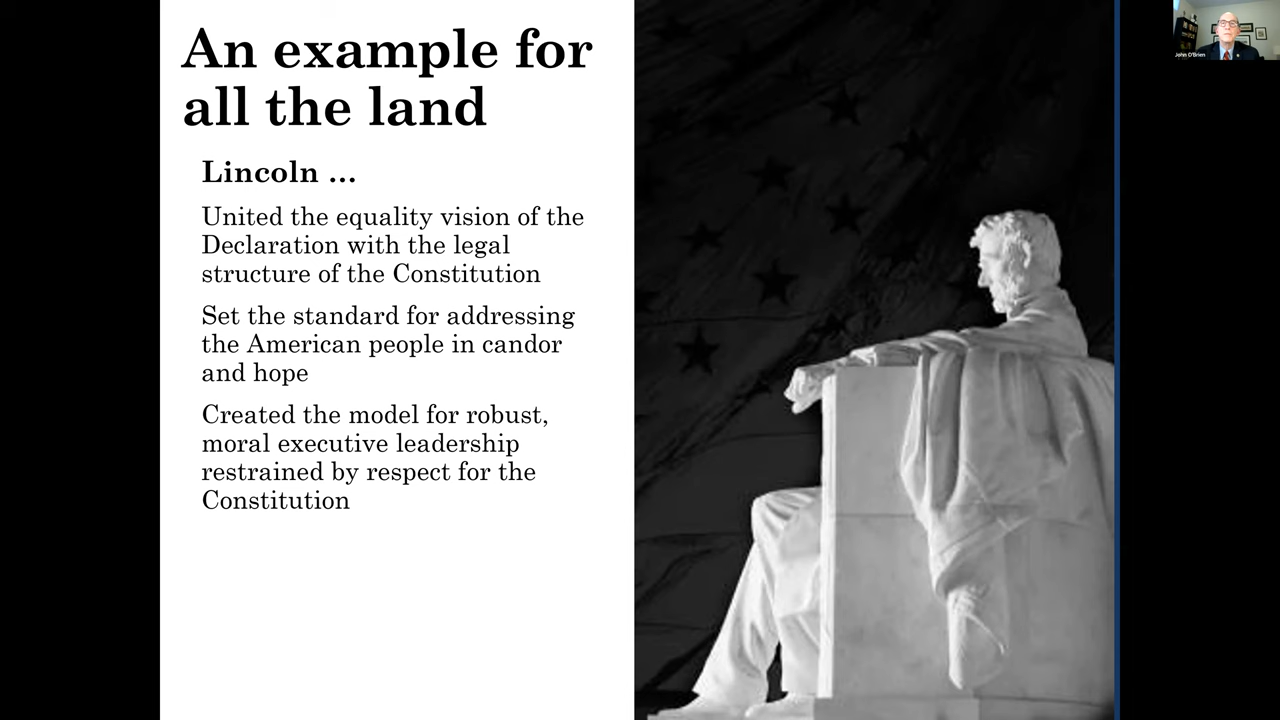 An example for
all the land
Lincoln ...
United the equality vision of the
Declaration with the legal
structure of the Constitution
Set the standard for addressing
the American people in candor
and hope
Created the model for robust,
moral executive leadership
restrained by respect for the
Constitution
John O'Brien